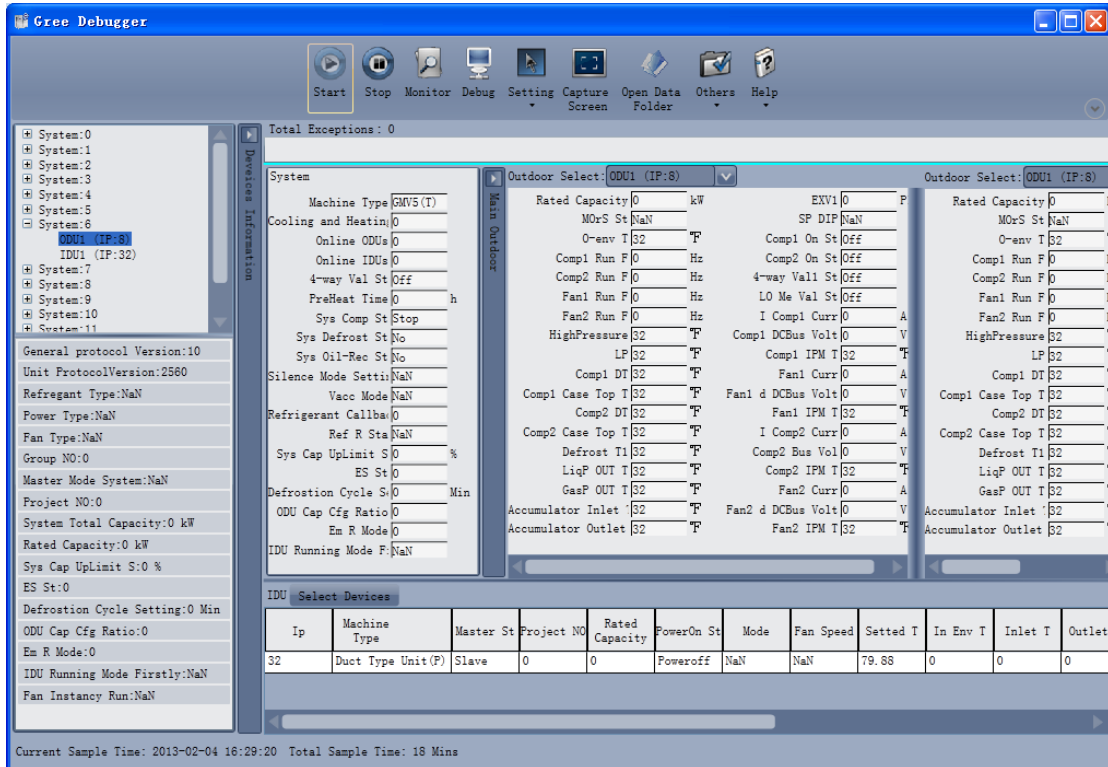 Gree Debugger
Start Stop Monitor Debug Setting Capture Screen Open Data Folder Others Help
Total Exceptions: 0
System:0
System:1
System:2
System:3
System:4
System:5
System:6
ODU1 (IP:8)
IDU1 (IP:32)
System:7
System:8
System:9
System:10
System:11
General protocol Version:10
Unit ProtocolVersion:2560
Refregant Type:NaN
Power Type:NaN
Fan Type:NaN
Group NO:0
Master Mode System:NaN
Project NO:0
System Total Capacity:0 kW
Rated Capacity:0 kW
Sys Cap UpLimit S:0 %
ES St:0
Defrostion Cycle Setting:0 Min
ODU Cap Cfg Ratio:0
Em R Mode:0
IDU Running Mode Firstly:NaN
Fan Instancy Run:NaN
Deveices Information
System
Machine Type GMV5(T)
Cooling and Heatin 0
Online ODUs 0
Online IDUs 0
4-way Val St Off
PreHeat Time 0 h
Sys Comp St Stop
Sys Defrost St No
Sys Oil-Rec St No
Silence Mode Setti NaN
Vacc Mode NaN
Refrigerant Callba 0
Ref R Sta NaN
Sys Cap UpLimit S 0 %
ES St 0
Defrostion Cycle S 0 Min
ODU Cap Cfg Ratio 0
Em R Mode 0
IDU Running Mode F NaN
Main Outdoor
Outdoor Select: ODU1 (IP:8)
Rated Capacity 0 kW
MOrS St NaN
O-env T 32 ℉
Comp1 Run F 0 Hz
Comp2 Run F 0 Hz
Fan1 Run F 0 Hz
Fan2 Run F 0 Hz
HighPressure 32 ℉
LP 32 ℉
Comp1 DT 32 ℉
Comp1 Case Top T 32 ℉
Comp2 DT 32 ℉
Comp2 Case Top T 32 ℉
Defrost T1 32 ℉
LiqP OUT T 32 ℉
GasP OUT T 32 ℉
Accumulator Inlet 32 ℉
Accumulator Outlet 32 ℉
EXV1 0 P
SP DIP NaN
Comp1 On St Off
Comp2 On St Off
4-way Val1 St Off
LO Me Val St Off
I Comp1 Curr 0 A
Comp1 DCBus Volt 0 V
Comp1 IPM T 32 ℉
Fan1 Curr 0 A
Fan1 d DCBus Volt 0 V
Fan1 IPM T 32 ℉
I Comp2 Curr 0 A
Comp2 Bus Vol 0 V
Comp2 IPM T 32 ℉
Fan2 Curr 0 A
Fan2 d DCBus Volt 0 V
Fan2 IPM T 32 ℉
Outdoor Select: ODU1 (IP:8)
Rated Capacity 0
MOrS St NaN
O-env T 32
Comp1 Run F 0
Comp2 Run F 0
Fan1 Run F 0
Fan2 Run F 0
HighPressure 32
LP 32
Comp1 DT 32
Comp1 Case Top T 32
Comp2 DT 32
Comp2 Case Top T 32
Defrost T1 32
LiqP OUT T 32
GasP OUT T 32
Accumulator Inlet 32
Accumulator Outlet 32
IDU Select Devices
Ip Machine Type Master St Project NO Rated Capacity PowerOn St Mode Fan Speed Setted T In Env T Inlet T Outlet
32 Duct Type Unit(P) Slave 0 0 Poweroff NaN NaN 79.88 0 0 0
Current Sample Time: 2013-02-04 16:29:20 Total Sample Time: 18 Mins